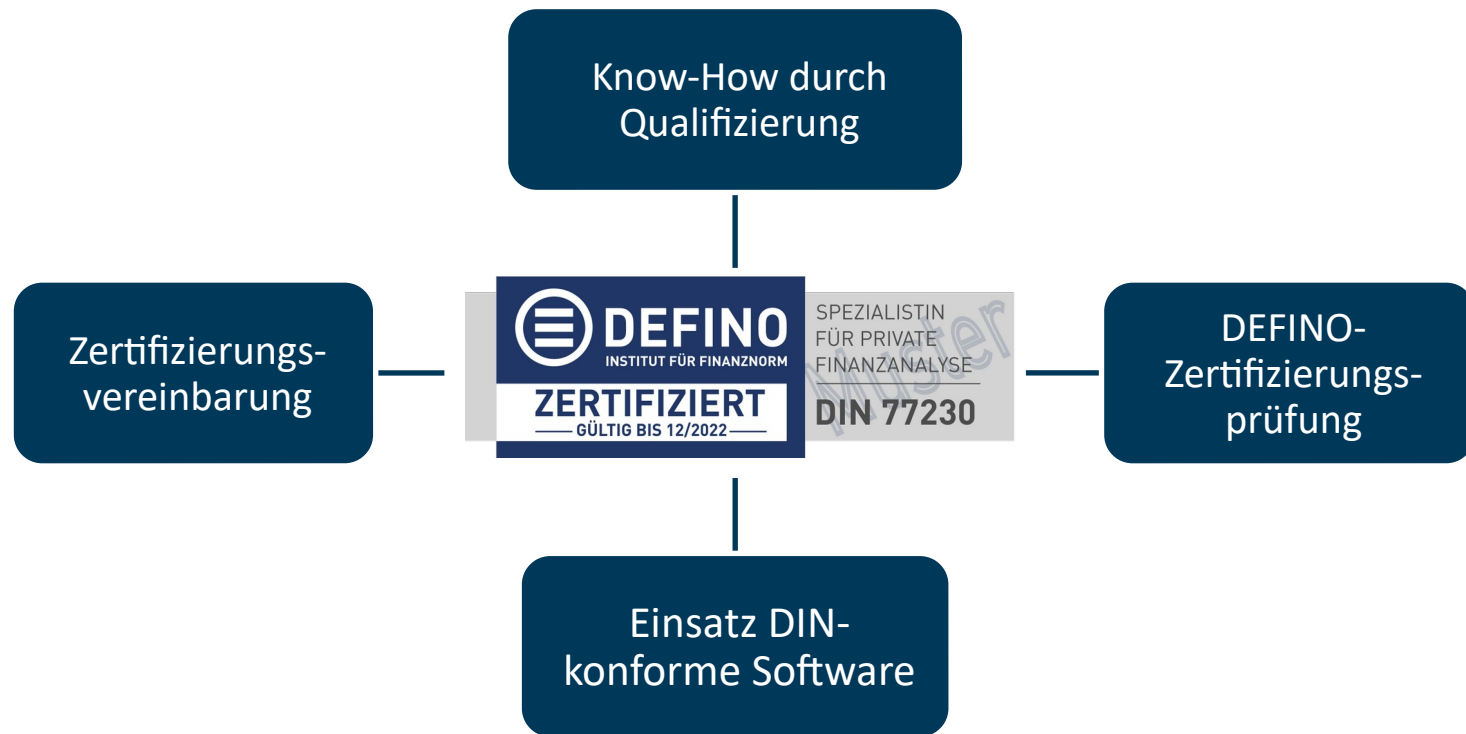 Know-How durch
Qualifizierung
Zertifizierungs-
vereinbarung
DEFINO
INSTITUT FÜR FINANZNORM
ZERTIFIZIERT
GÜLTIG BIS 12/2022
SPEZIALISTIN
FÜR PRIVATE
FINANZANALYSE
DIN 77230
Muster
DEFINO-
Zertifizierungs-
prüfung
Einsatz DIN-
konforme Software